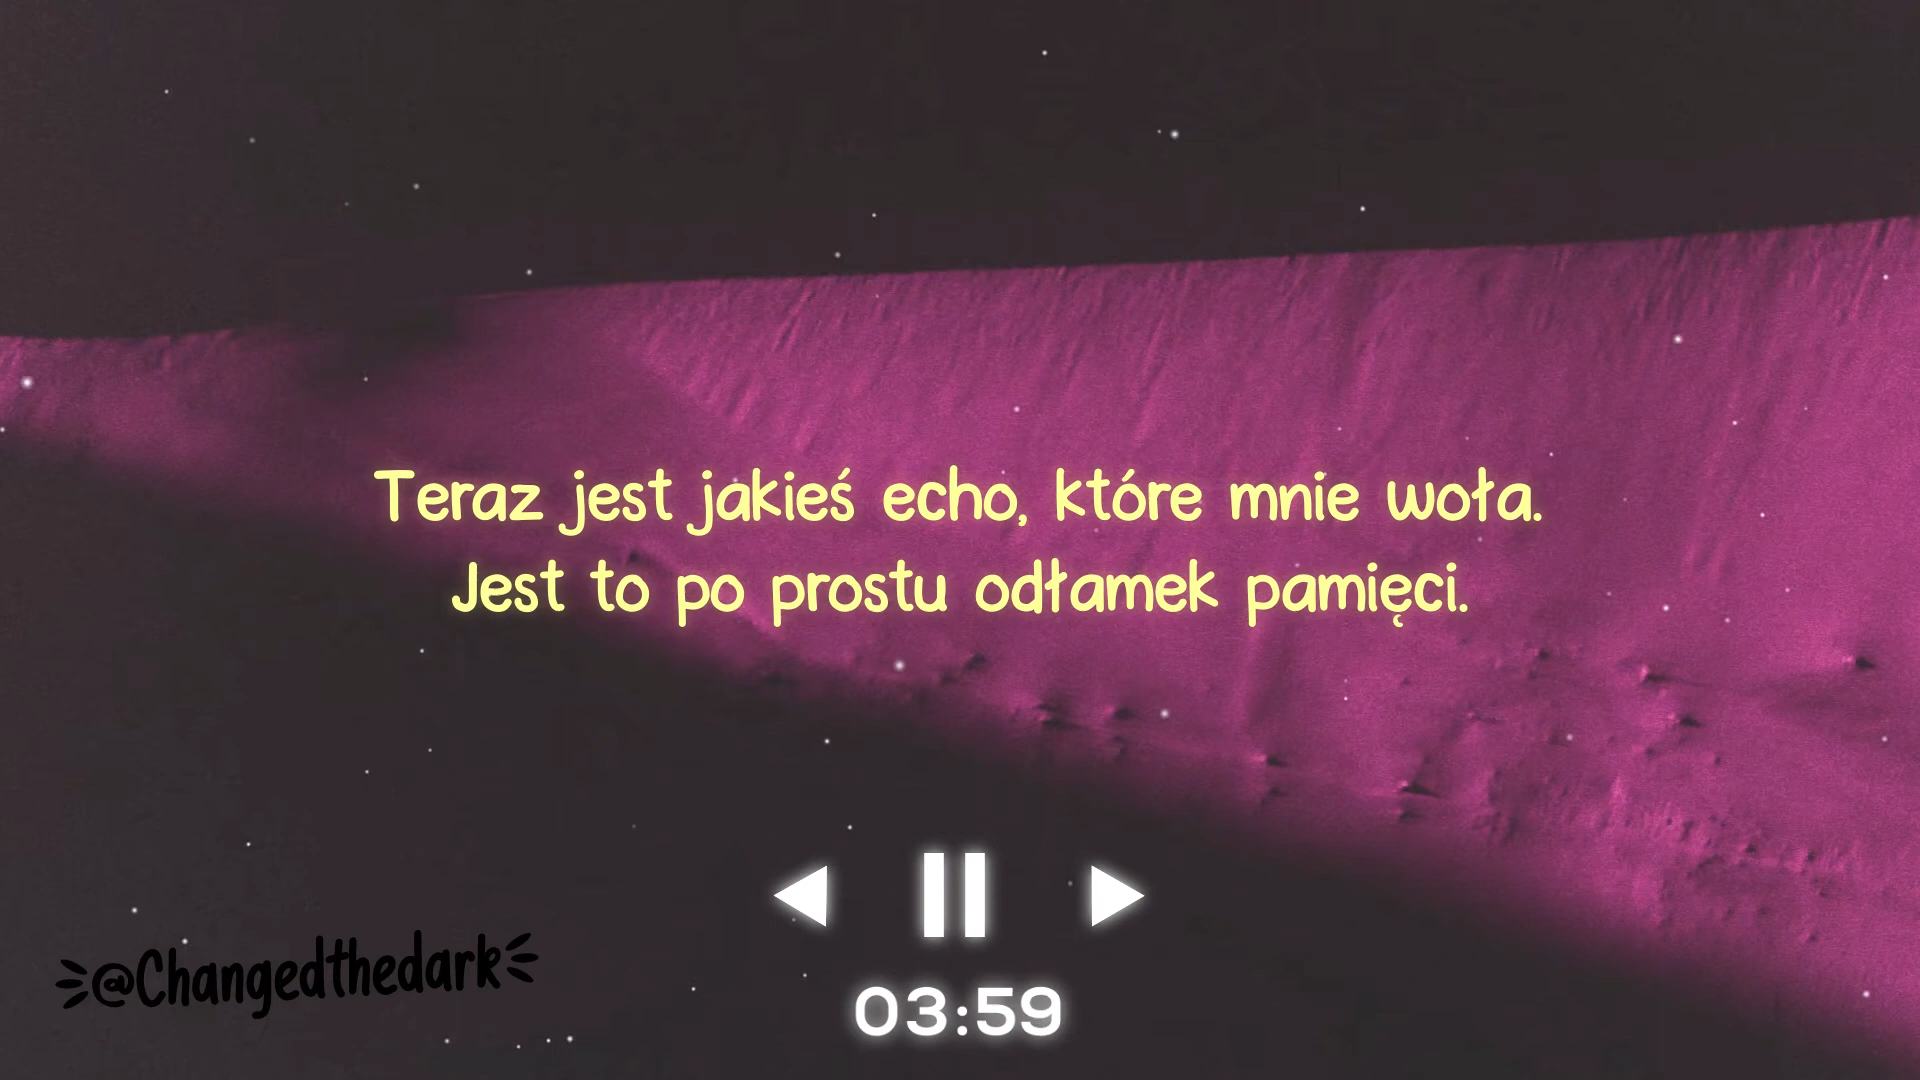 Teraz jest jakieś echo, które mnie woła.
Jest to po prostu odłamek pamięci.
@Changedthedark
03:59